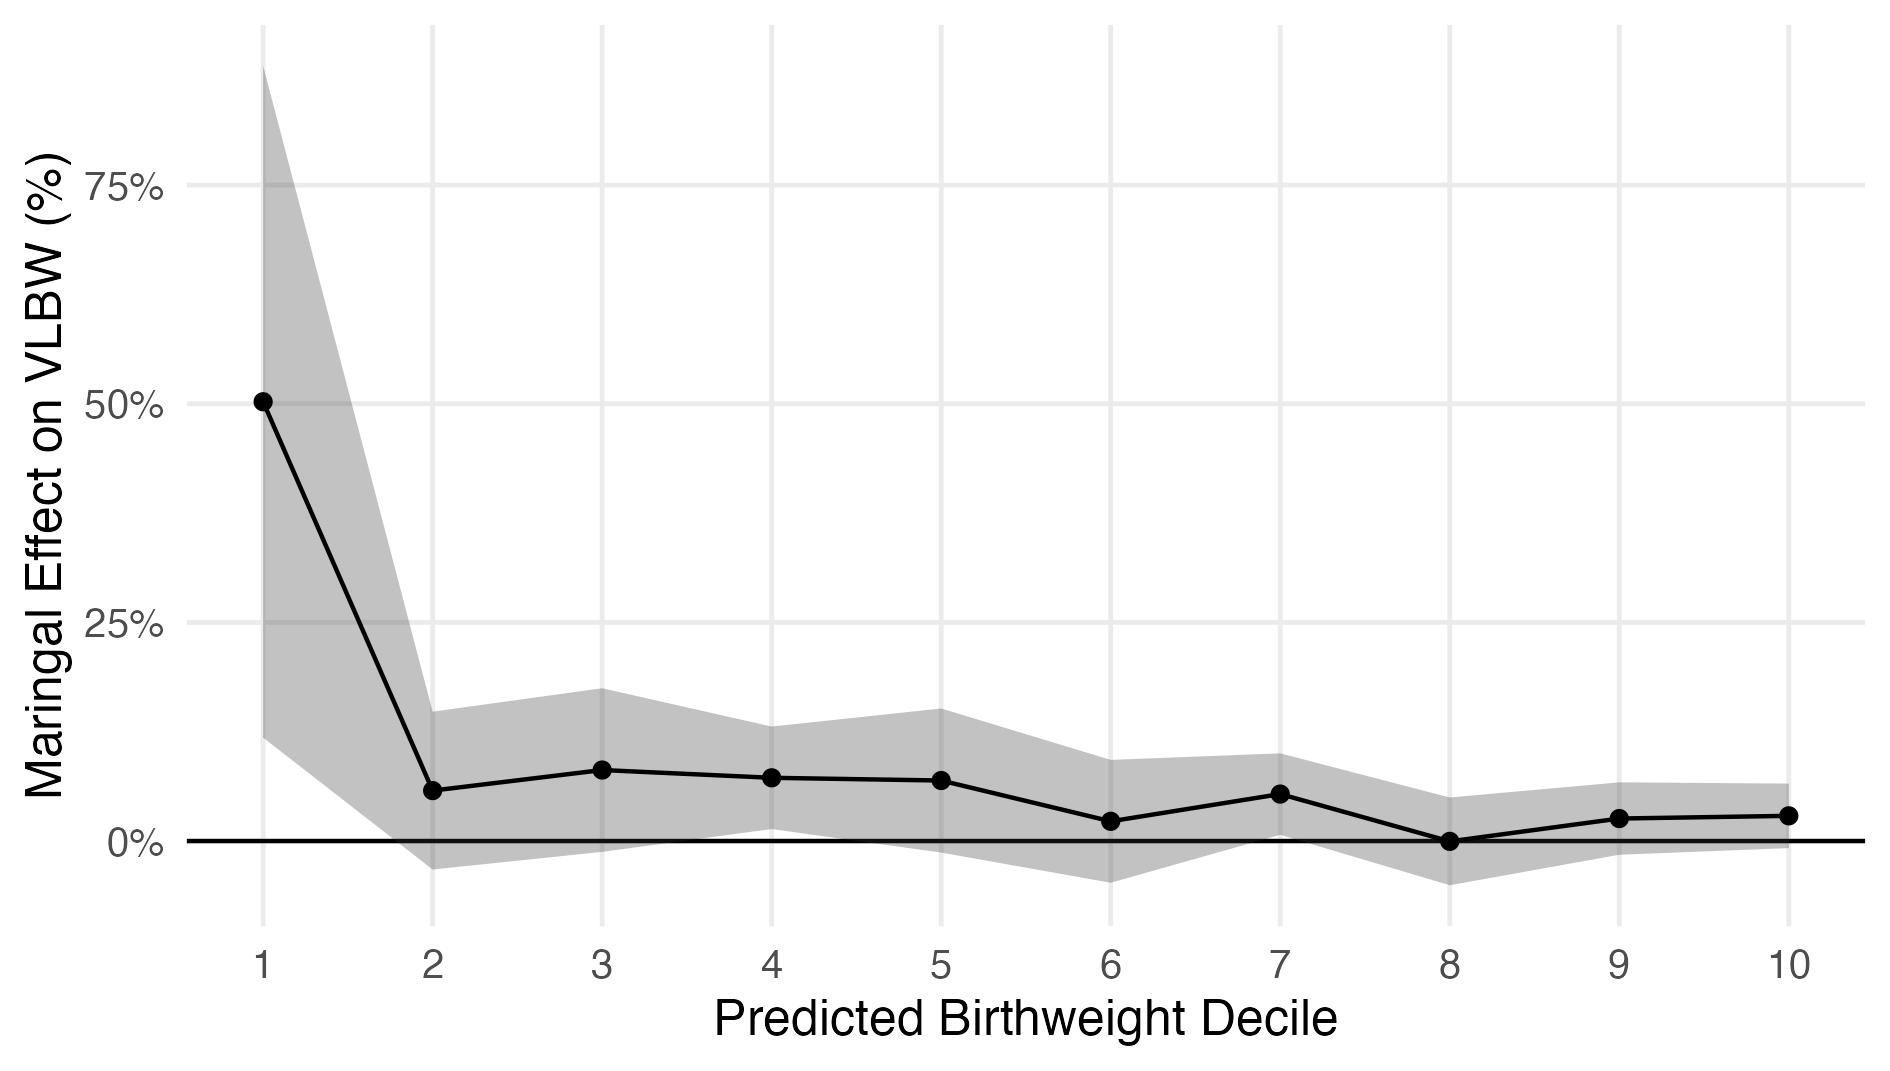 Maringal Effect on VLBW (%)
75%
50%
25%
0%
1 2 3 4 5 6 7 8 9 10
Predicted Birthweight Decile